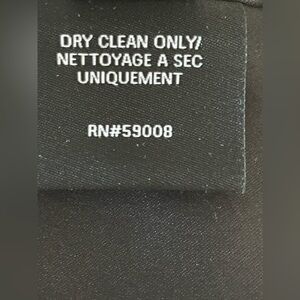 DRY CLEAN ONLY/
NETTOYAGE A SEC
UNIQUEMENT
RN#59008